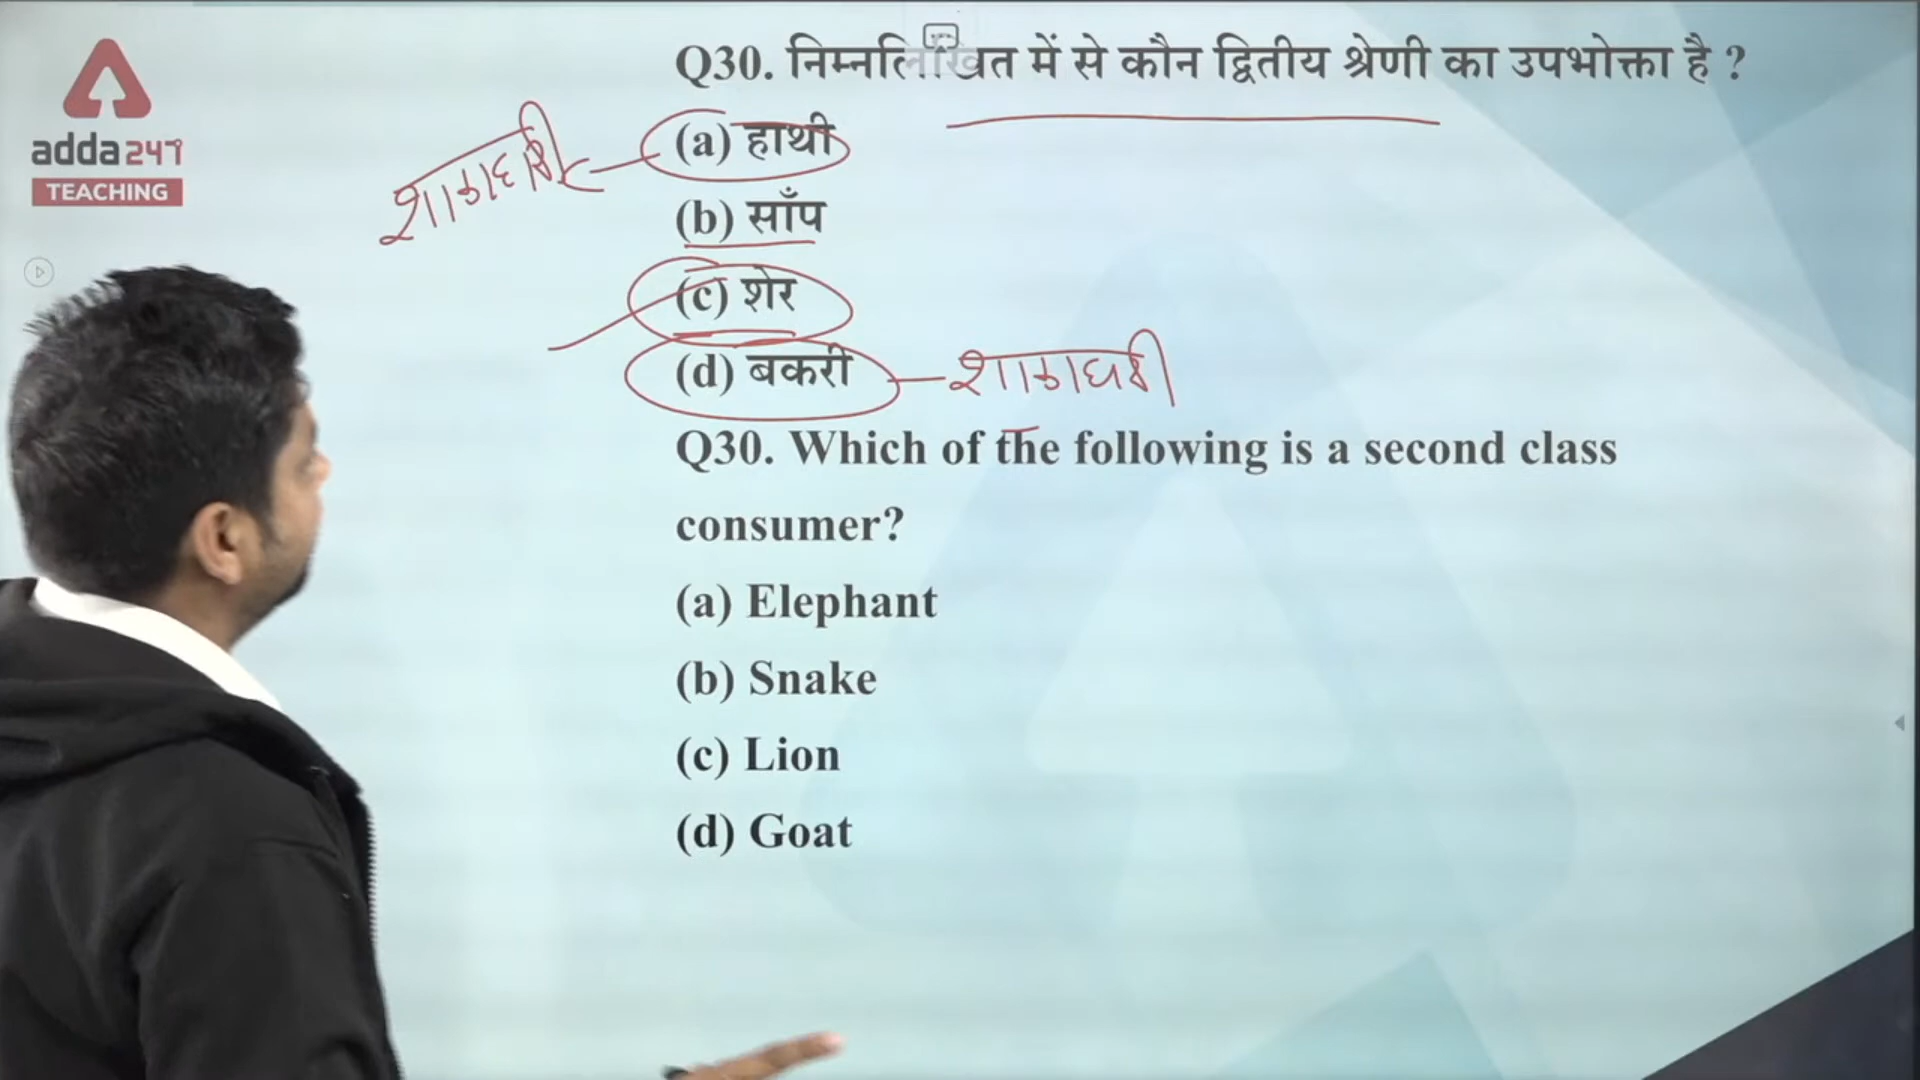 Q30. निम्नलिखित में से कौन द्वितीय श्रेणी का उपभोक्ता है ?
adda247
TEACHING
(a) हाथी
(b) साँप
(c) शेर
(d) बकरी
Q30. Which of the following is a second class
consumer?
(a) Elephant
(b) Snake
(c) Lion
(d) Goat